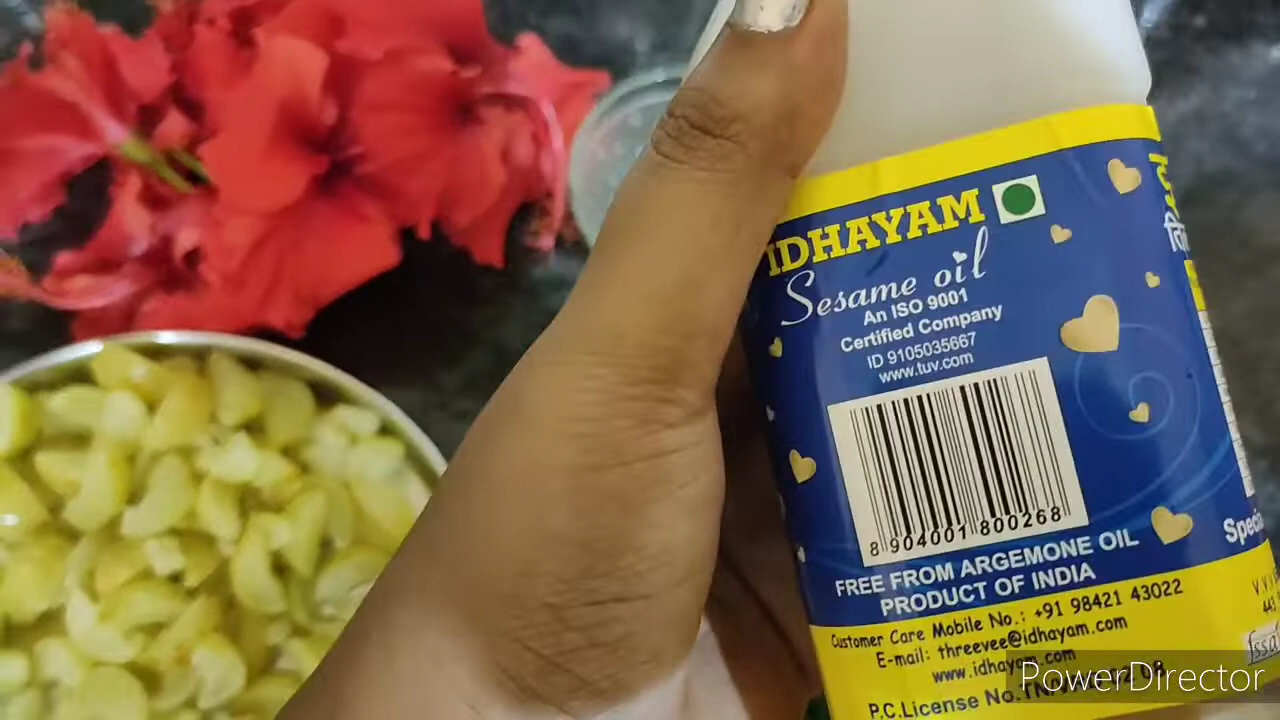 IDHAYAM
Sesame oil
An ISO 9001
Certified Company
ID 9105035667
www.tuv.com
8 904001 800268
FREE FROM ARGEMONE OIL
PRODUCT OF INDIA
Customer Care Mobile No.: +91 98421 43022
E-mail: threevee@idhayam.com
www.idhayam.com
P.C.License No.
PowerDirector